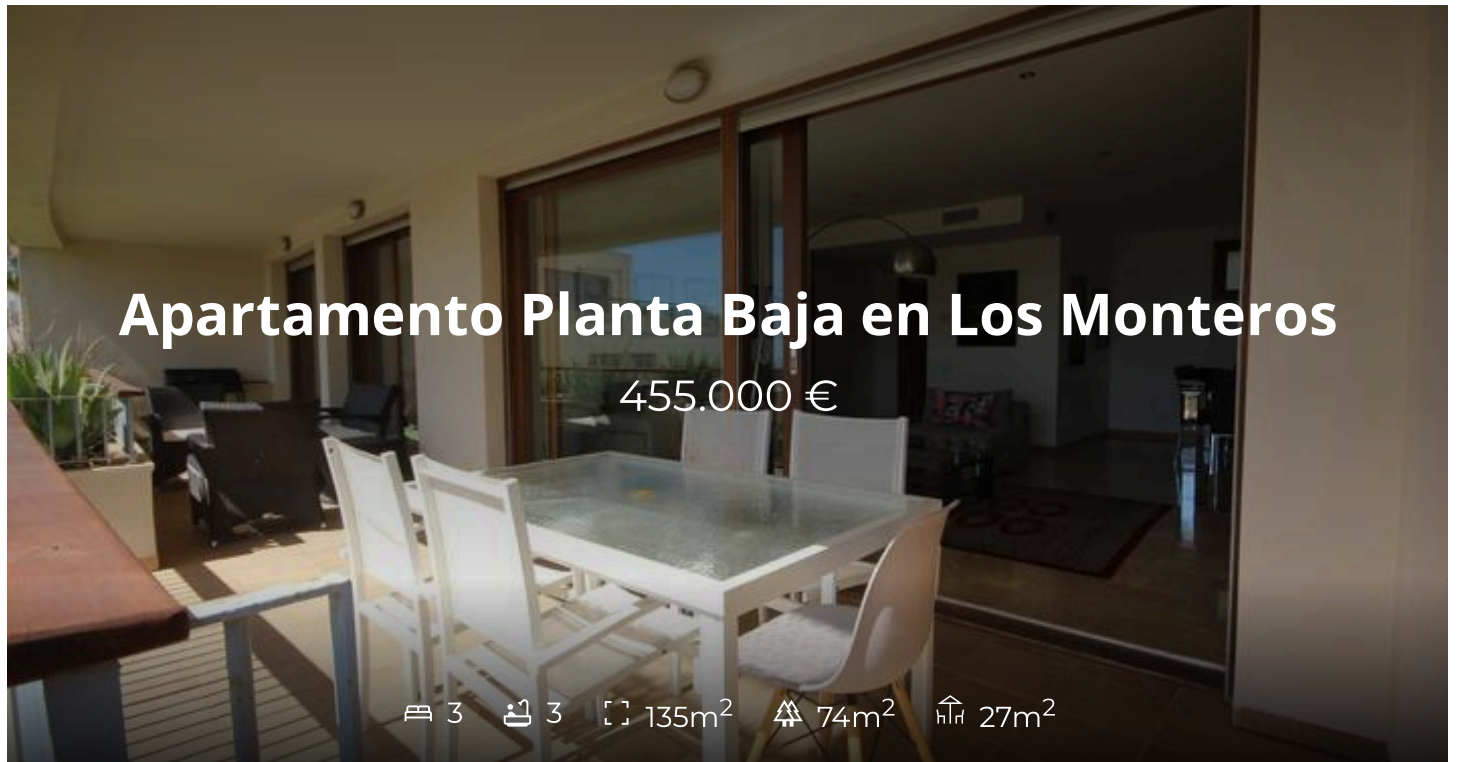 Apartamento Planta Baja en Los Monteros
455.000 €
3 3 135m² 74m² 27m²